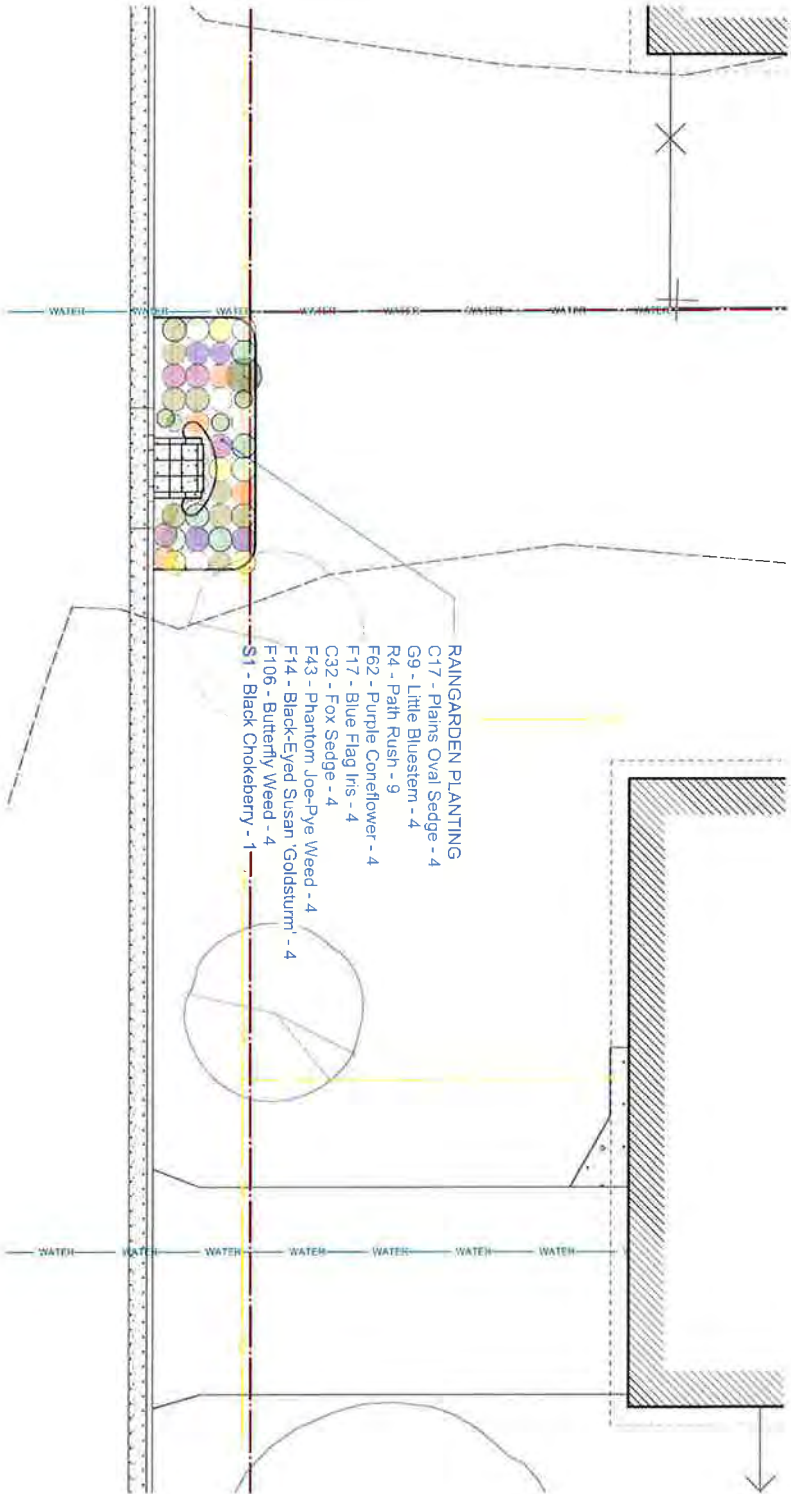 WATER WATER WATER WATER WATER WATER WATER WATER
RAINGARDEN PLANTING
C17 - Plains Oval Sedge - 4
G9 - Little Bluestem - 4
R4 - Path Rush - 9
F62 - Purple Coneflower - 4
F17 - Blue Flag Iris - 4
C32 - Fox Sedge - 4
F43 - Phantom Joe-Pye Weed - 4
F14 - Black-Eyed Susan 'Goldsturm' - 4
F106 - Butterfly Weed - 4
S1 - Black Chokeberry - 1
WATER WATER WATER WATER WATER WATER WATER